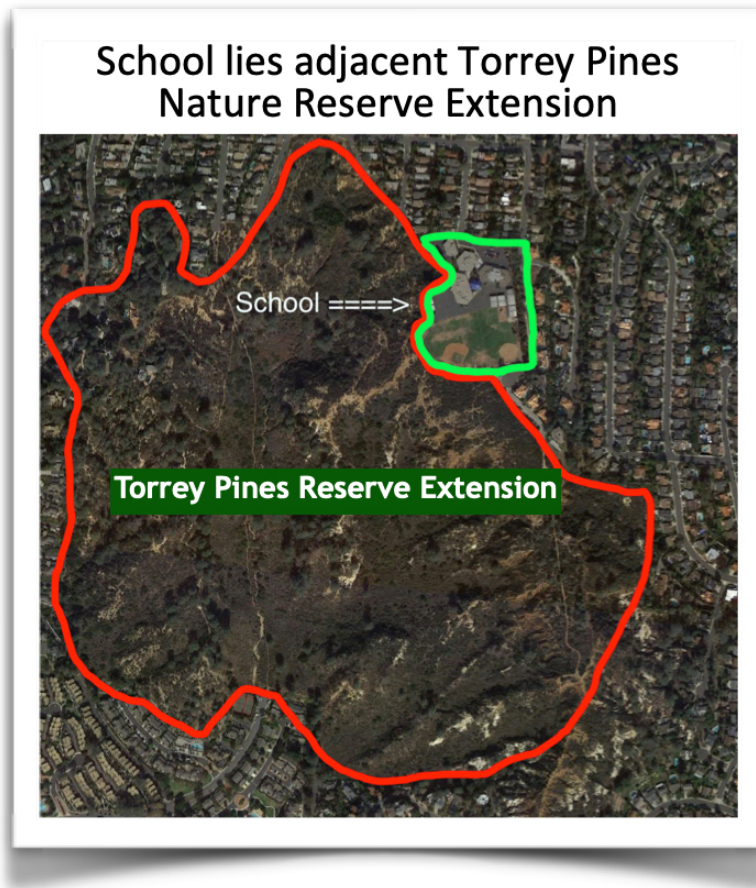 School lies adjacent Torrey Pines
Nature Reserve Extension
School ====>
Torrey Pines Reserve Extension